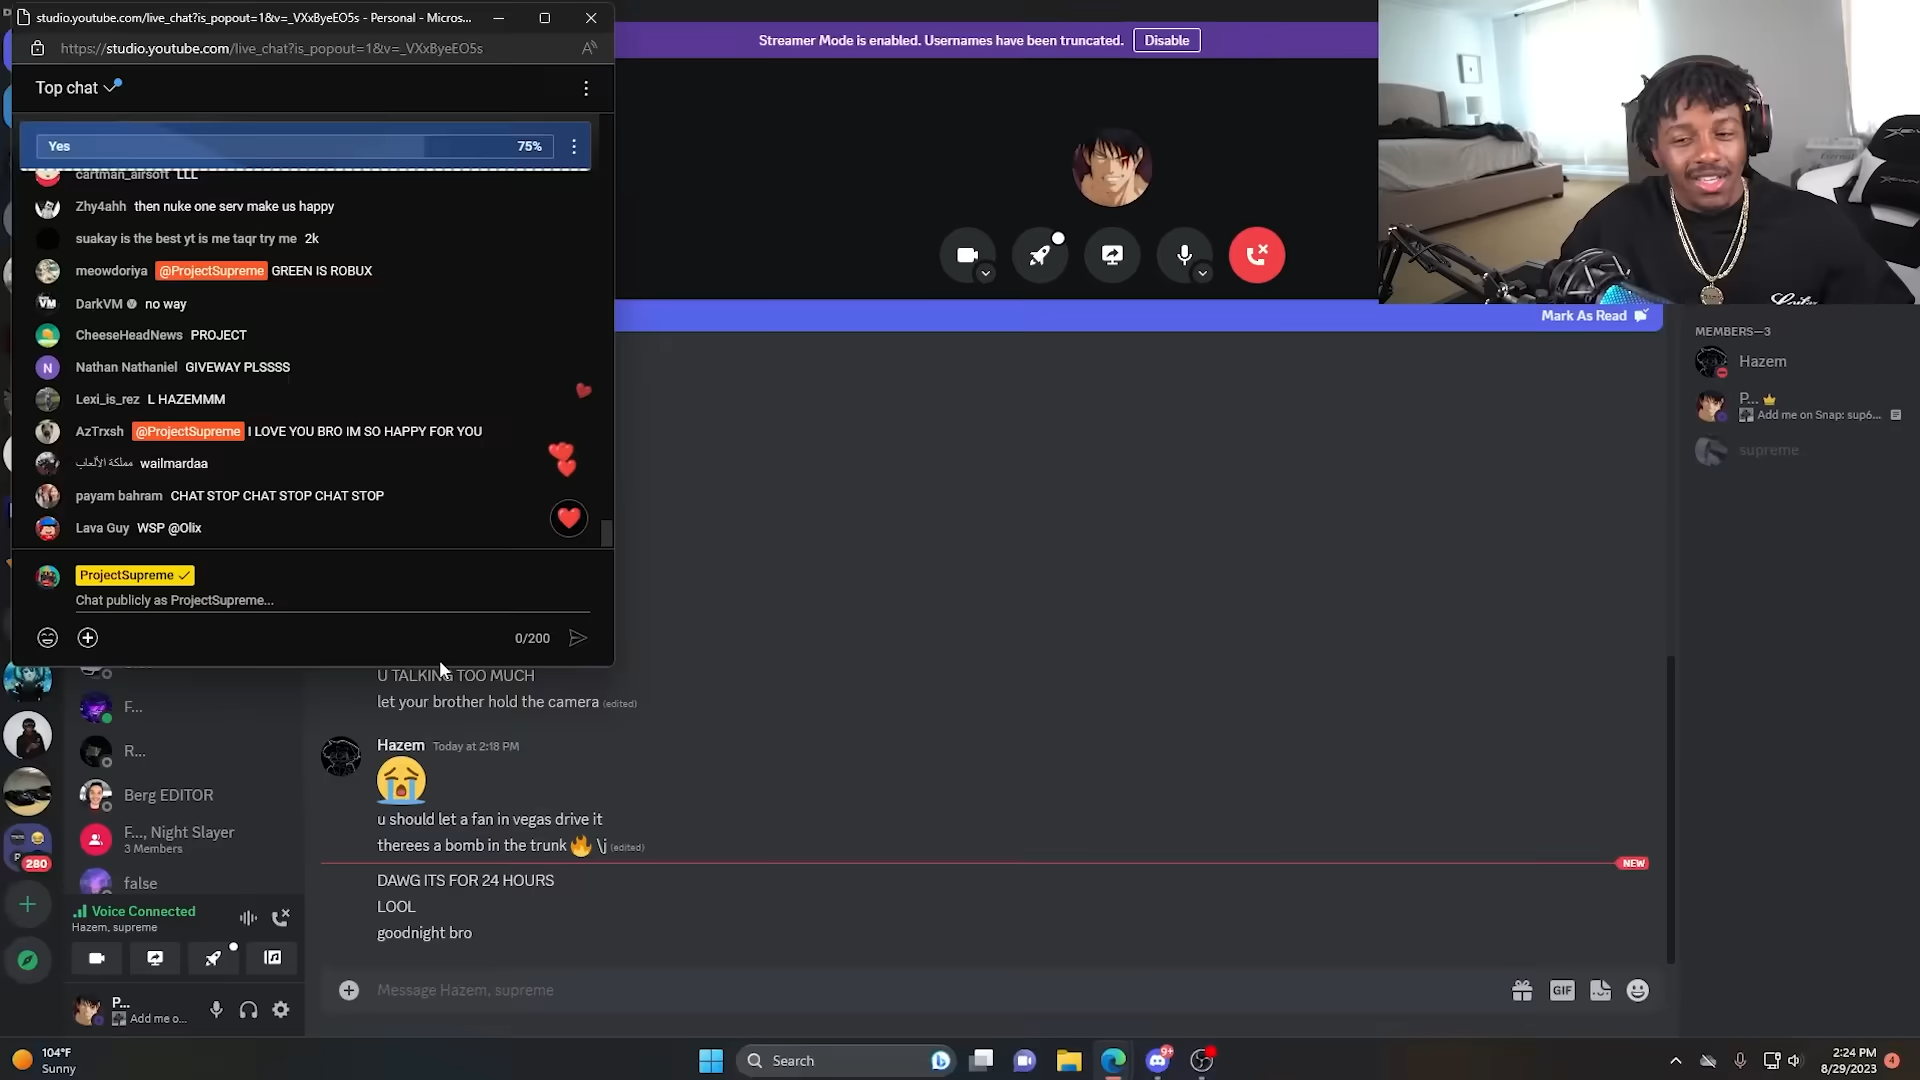 studio.youtube.com/live_chat?is_popout=1&v=_VXxByeEO5s - Personal - Micros...
https://studio.youtube.com/live_chat?is_popout=1&v=_VXxByeEO5s
Top chat
Yes 75%
cartman_airsoft LLL
Zhy4ahh then nuke one serv make us happy
suakay is the best yt is me taqr try me 2k
meowdoriya @ProjectSupreme GREEN IS ROBUX
DarkVM no way
CheeseHeadNews PROJECT
Nathan Nathaniel GIVEWAY PLSSSS
Lexi_is_rez L HAZEMMM
AzTrxsh @ProjectSupreme I LOVE YOU BRO IM SO HAPPY FOR YOU
مملكة الألعاب wailmardaa
payam bahram CHAT STOP CHAT STOP CHAT STOP
Lava Guy WSP @Olix
ProjectSupreme
Chat publicly as ProjectSupreme...
0/200
Streamer Mode is enabled. Usernames have been truncated. Disable
Mark As Read
MEMBERS—3
Hazem
P...
Add me on Snap: sup6...
supreme
U TALKING TOO MUCH
let your brother hold the camera (edited)
Hazem Today at 2:18 PM
😭
u should let a fan in vegas drive it
therees a bomb in the trunk 🔥 \j (edited)
NEW
DAWG ITS FOR 24 HOURS
LOOL
goodnight bro
Message Hazem, supreme
GIF
F...
R...
Berg EDITOR
F..., Night Slayer
3 Members
false
280
Voice Connected
Hazem, supreme
P...
Add me o...
104°F
Sunny
Search
9+
2:24 PM
8/29/2023
4